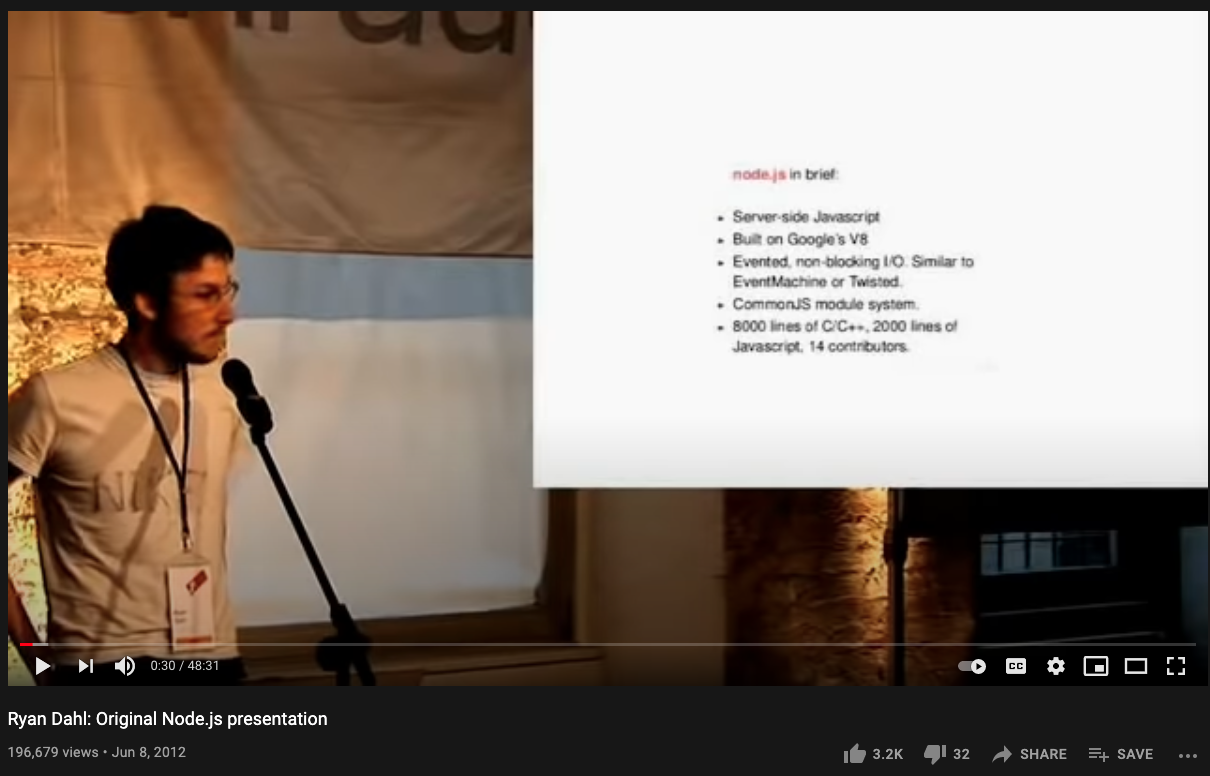 node.js in brief:
Server-side Javascript
Built on Google's V8
Evented, non-blocking I/O. Similar to
EventMachine or Twisted.
CommonJS module system.
8000 lines of C/C++, 2000 lines of
Javascript, 14 contributors.
0:30 / 48:31
CC
Ryan Dahl: Original Node.js presentation
196,679 views • Jun 8, 2012
3.2K
32
SHARE
SAVE